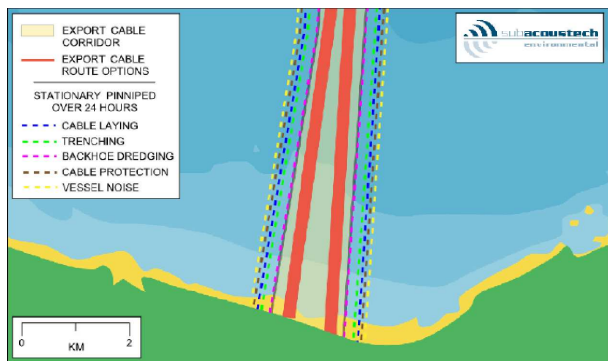 EXPORT CABLE
CORRIDOR
EXPORT CABLE
ROUTE OPTIONS
STATIONARY PINNIPED
OVER 24 HOURS
CABLE LAYING
TRENCHING
BACKHOE DREDGING
CABLE PROTECTION
VESSEL NOISE
subacoustech
environmental
0
2
KM